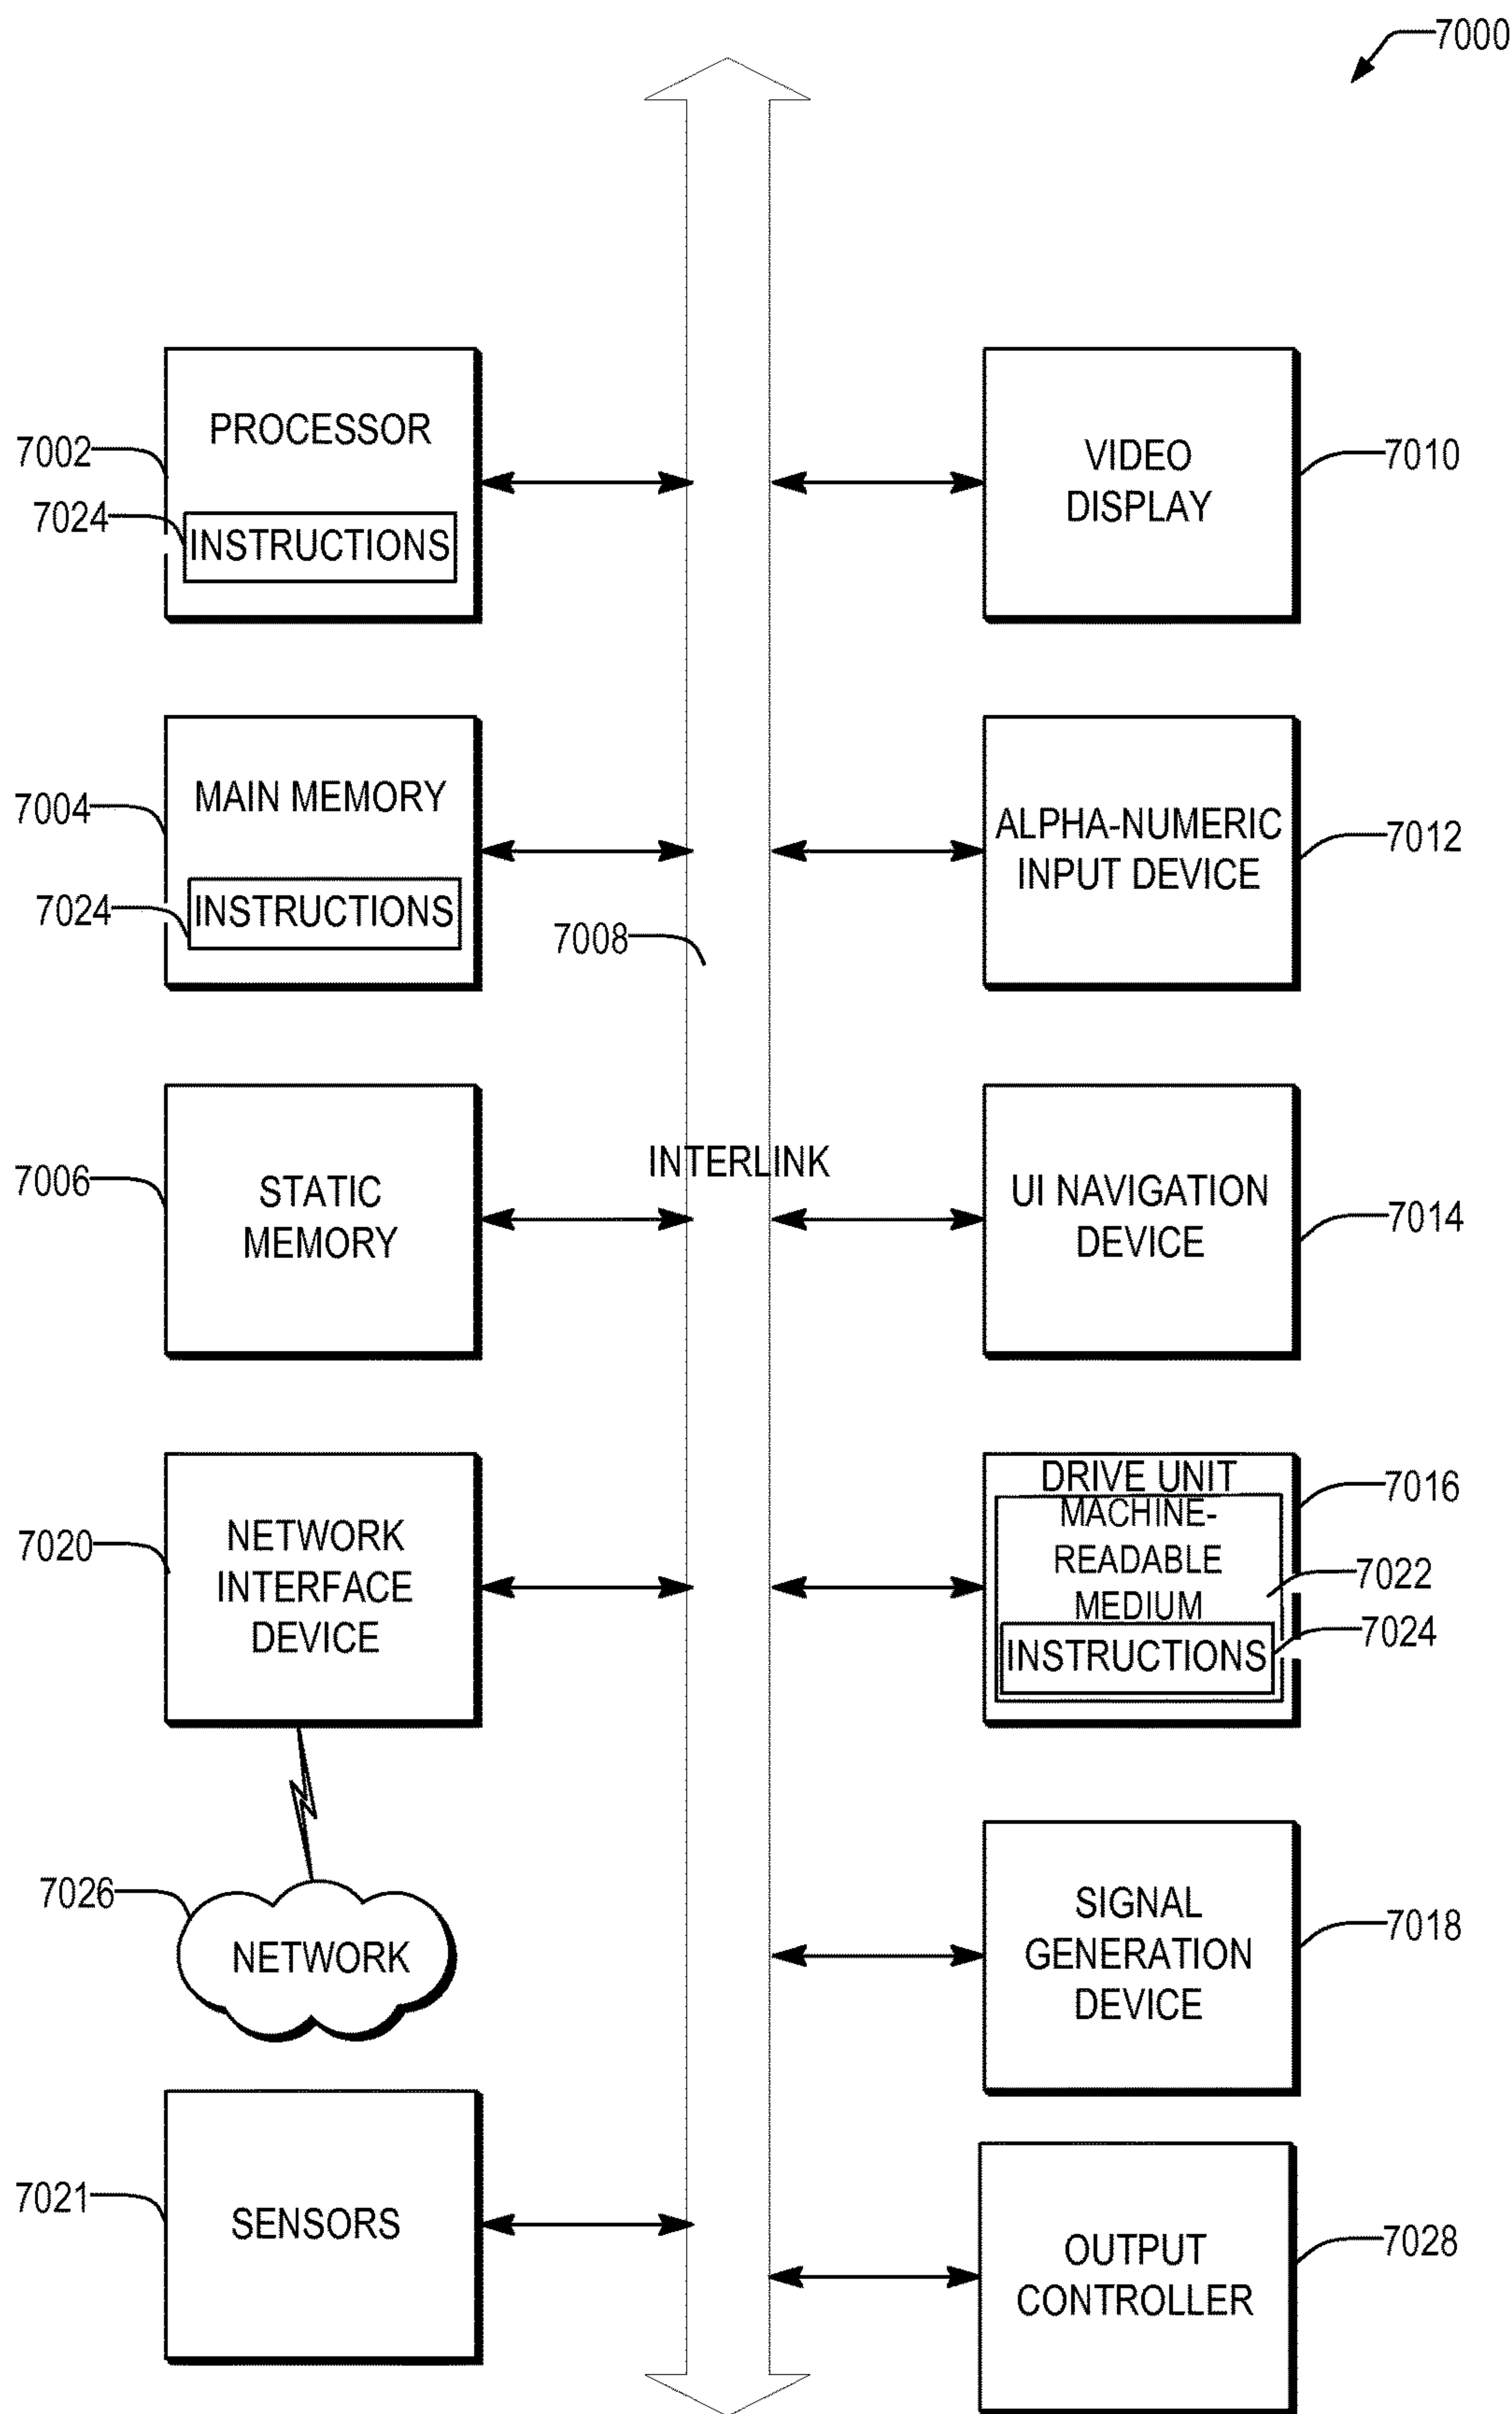 7000
PROCESSOR
7002
7024
INSTRUCTIONS
VIDEO
DISPLAY
7010
MAIN MEMORY
7004
7024
INSTRUCTIONS
7008
ALPHA-NUMERIC
INPUT DEVICE
7012
7006
STATIC
MEMORY
INTERLINK
UI NAVIGATION
DEVICE
7014
7020
NETWORK
INTERFACE
DEVICE
DRIVE UNIT
7016
MACHINE-
READABLE
MEDIUM
7022
7024
INSTRUCTIONS
7026
NETWORK
SIGNAL
GENERATION
DEVICE
7018
7021
SENSORS
OUTPUT
CONTROLLER
7028